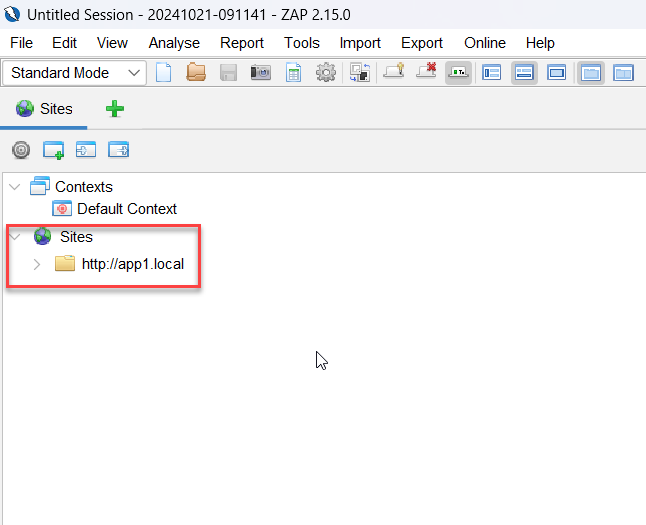 Untitled Session - 20241021-091141 - ZAP 2.15.0
File Edit View Analyse Report Tools Import Export Online Help
Standard Mode
Sites
Contexts
Default Context
Sites
http://app1.local